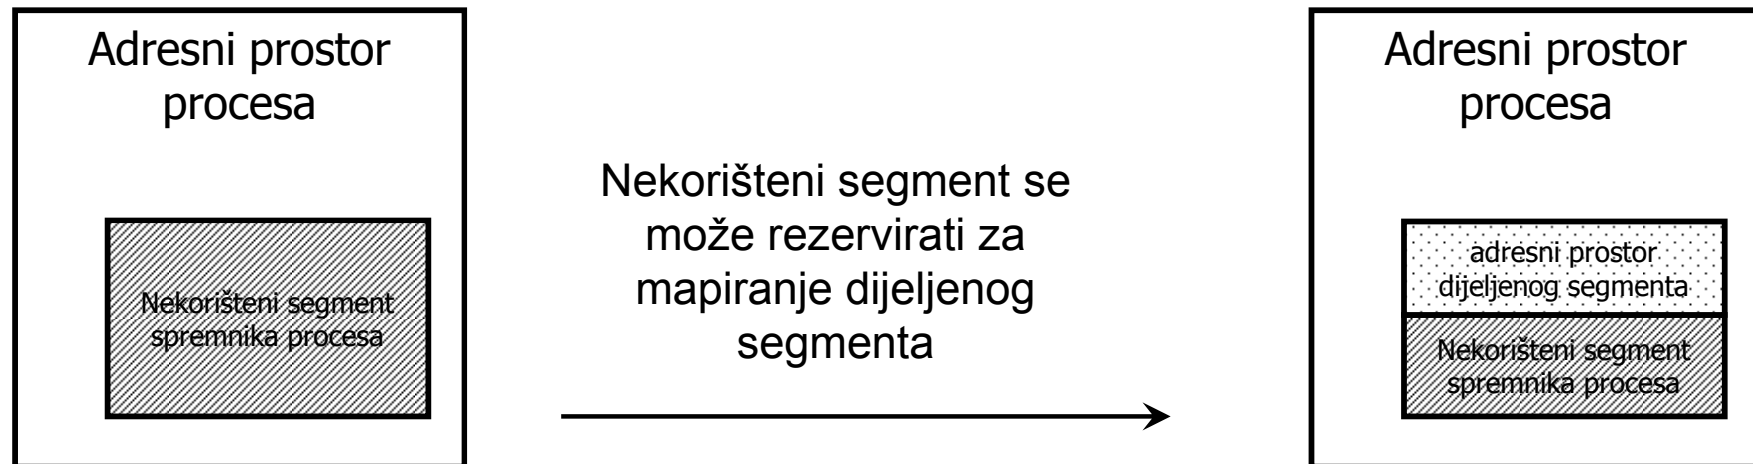 Adresni prostor
procesa
Nekorišteni segment
spremnika procesa
Nekorišteni segment se
može rezervirati za
mapiranje dijeljenog
segmenta
Adresni prostor
procesa
adresni prostor
dijeljenog segmenta
Nekorišteni segment
spremnika procesa